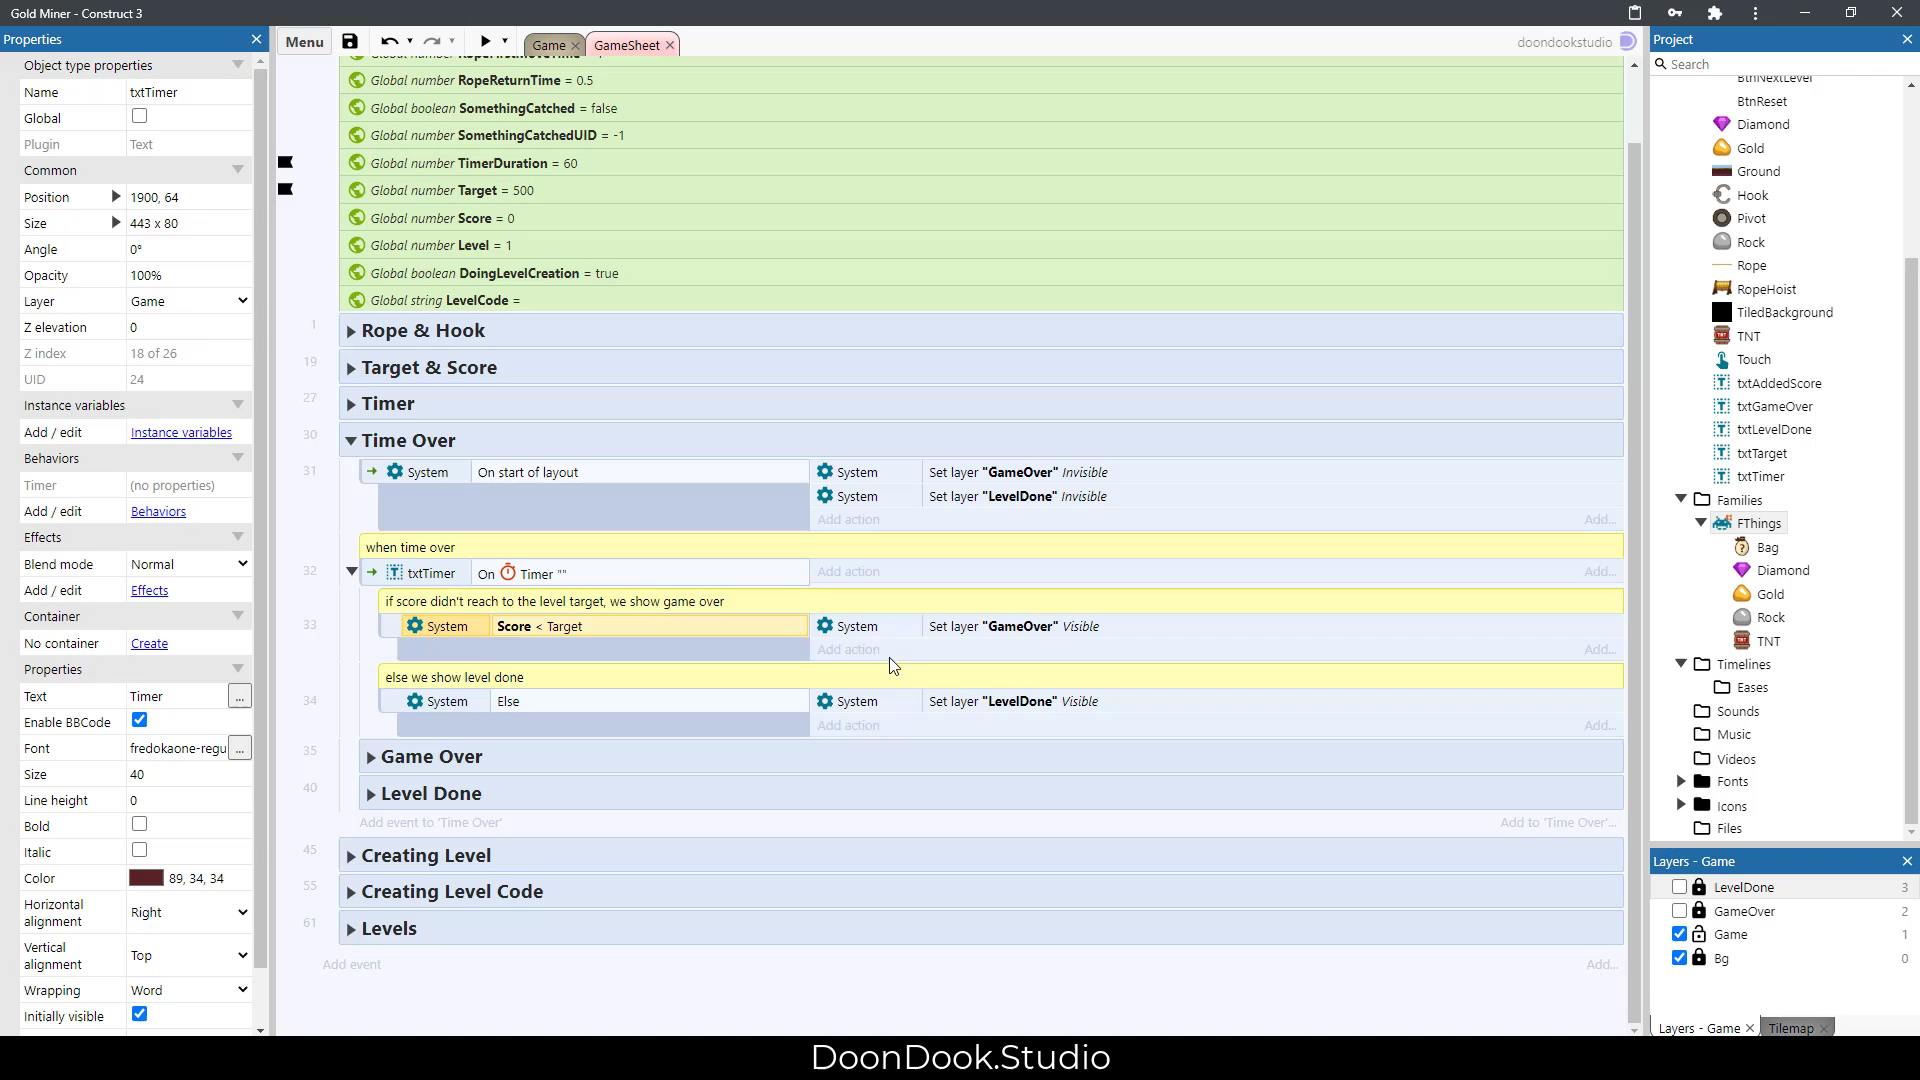 Gold Miner - Construct 3
Properties
Object type properties
Name txtTimer
Global
Plugin Text
Common
Position 1900, 64
Size 443 x 80
Angle 0°
Opacity 100%
Layer Game
Z elevation 0
Z index 18 of 26
UID 24
Instance variables
Add / edit Instance variables
Behaviors
Timer (no properties)
Add / edit Behaviors
Effects
Blend mode Normal
Add / edit Effects
Container
No container Create
Properties
Text Timer ...
Enable BBCode
Font fredokaone-regu ...
Size 40
Line height 0
Bold
Italic
Color 89, 34, 34
Horizontal alignment Right
Vertical alignment Top
Wrapping Word
Initially visible
Menu
Game
GameSheet
doondookstudio
Global number RopeReturnTime = 0.5
Global boolean SomethingCatched = false
Global number SomethingCatchedUID = -1
Global number TimerDuration = 60
Global number Target = 500
Global number Score = 0
Global number Level = 1
Global boolean DoingLevelCreation = true
Global string LevelCode =
1 Rope & Hook
19 Target & Score
27 Timer
30 Time Over
31 System On start of layout System Set layer "GameOver" Invisible
System Set layer "LevelDone" Invisible
Add action Add...
when time over
32 txtTimer On Timer "" Add action Add...
if score didn't reach to the level target, we show game over
33 System Score < Target System Set layer "GameOver" Visible
Add action Add...
else we show level done
34 System Else System Set layer "LevelDone" Visible
Add action Add...
35 Game Over
40 Level Done
Add event to 'Time Over' Add to 'Time Over'...
45 Creating Level
55 Creating Level Code
61 Levels
Add event Add...
Project
Search
BtnNextLevel
BtnReset
Diamond
Gold
Ground
Hook
Pivot
Rock
Rope
RopeHoist
TiledBackground
TNT
Touch
txtAddedScore
txtGameOver
txtLevelDone
txtTarget
txtTimer
Families
FThings
Bag
Diamond
Gold
Rock
TNT
Timelines
Eases
Sounds
Music
Videos
Fonts
Icons
Files
Layers - Game
LevelDone 3
GameOver 2
Game 1
Bg 0
Layers - Game Tilemap
DoonDook.Studio